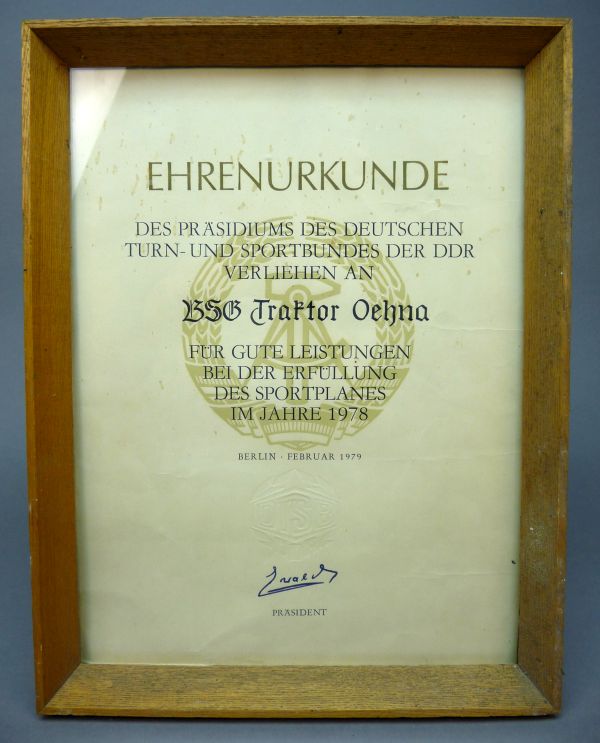 EHRENURKUNDE
DES PRÄSIDIUMS DES DEUTSCHEN
TURN- UND SPORTBUNDES DER DDR
VERLIEHEN AN
BSG Traktor Oehna
FÜR GUTE LEISTUNGEN
BEI DER ERFÜLLUNG
DES SPORTPLANES
IM JAHRE 1978
BERLIN · FEBRUAR 1979
DTSB
PRÄSIDENT